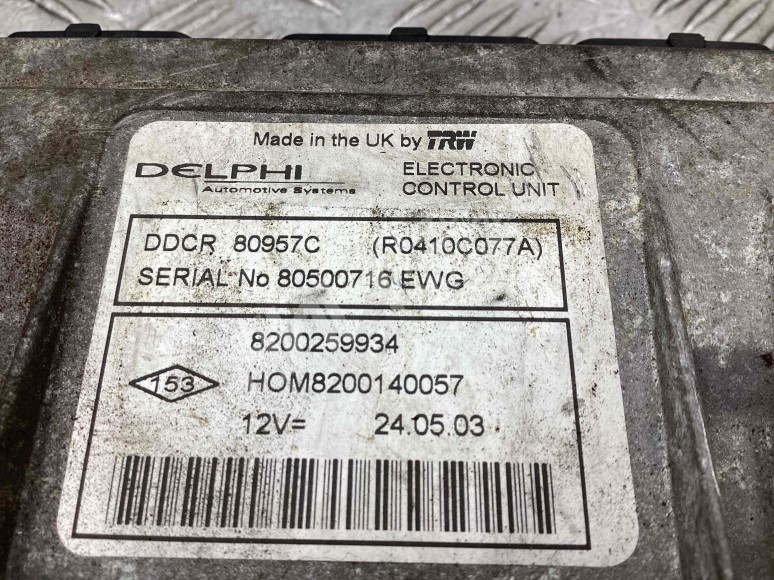 Made in the UK by TRW
DELPHI
Automotive Systems
ELECTRONIC
CONTROL UNIT
DDCR 80957C (R0410C077A)
SERIAL No 80500716 EWG
8200259934
153 HOM8200140057
12V= 24.05.03